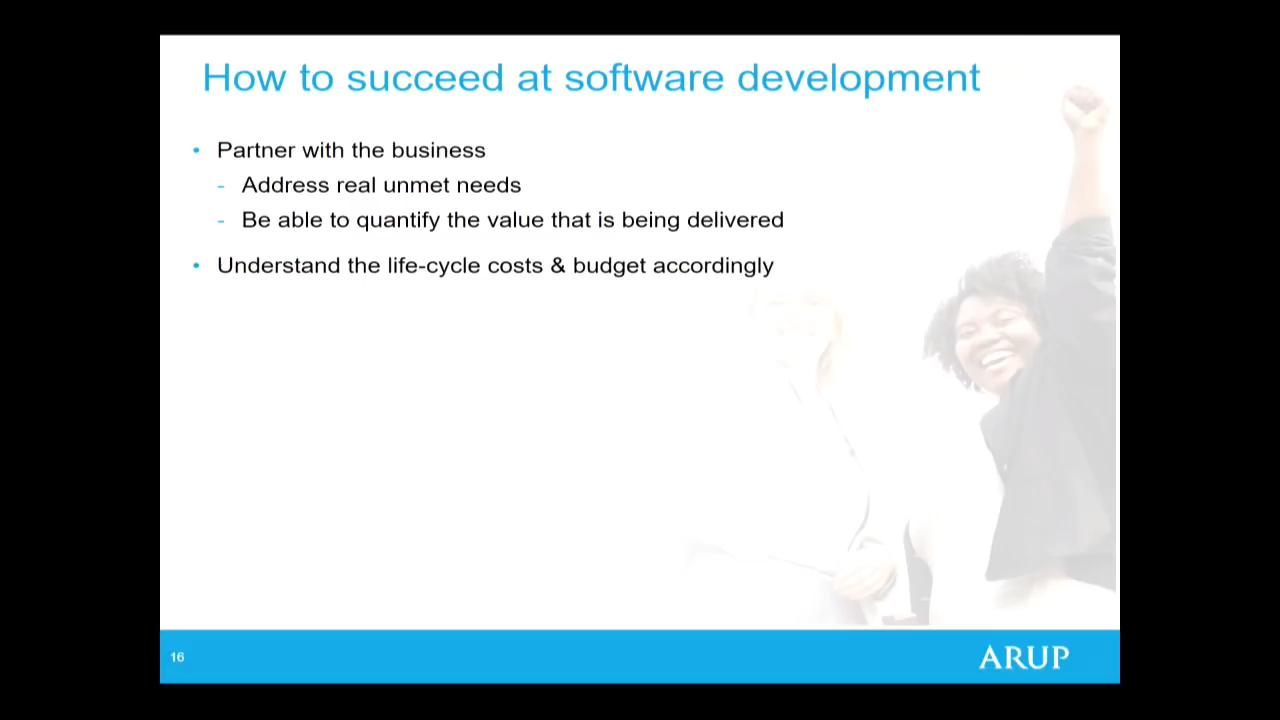 How to succeed at software development
• Partner with the business
- Address real unmet needs
- Be able to quantify the value that is being delivered
• Understand the life-cycle costs & budget accordingly
16
ARUP